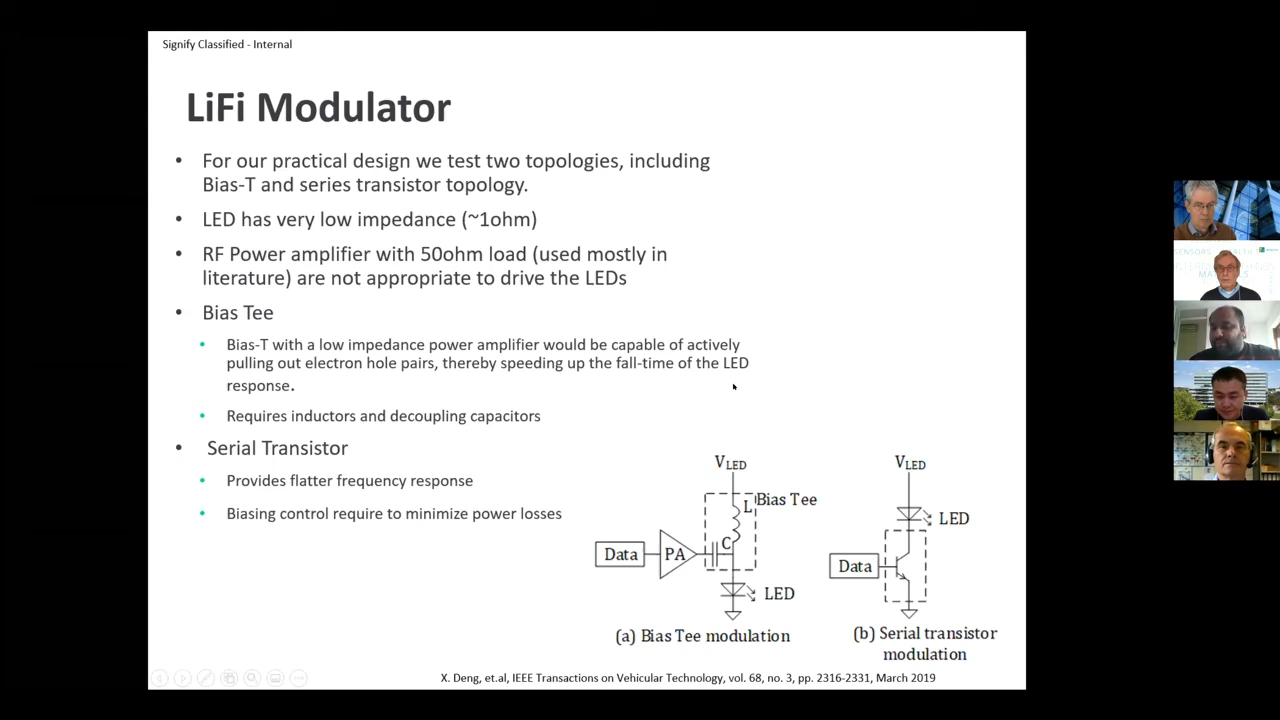 Signify Classified - Internal
LiFi Modulator
• For our practical design we test two topologies, including
Bias-T and series transistor topology.
• LED has very low impedance (~1ohm)
• RF Power amplifier with 50ohm load (used mostly in
literature) are not appropriate to drive the LEDs
• Bias Tee
• Bias-T with a low impedance power amplifier would be capable of actively
pulling out electron hole pairs, thereby speeding up the fall-time of the LED
response.
• Requires inductors and decoupling capacitors
• Serial Transistor
• Provides flatter frequency response
• Biasing control require to minimize power losses
VLED
L
Bias Tee
C
Data
PA
LED
(a) Bias Tee modulation
VLED
LED
Data
(b) Serial transistor
modulation
X. Deng, et.al, IEEE Transactions on Vehicular Technology, vol. 68, no. 3, pp. 2316-2331, March 2019